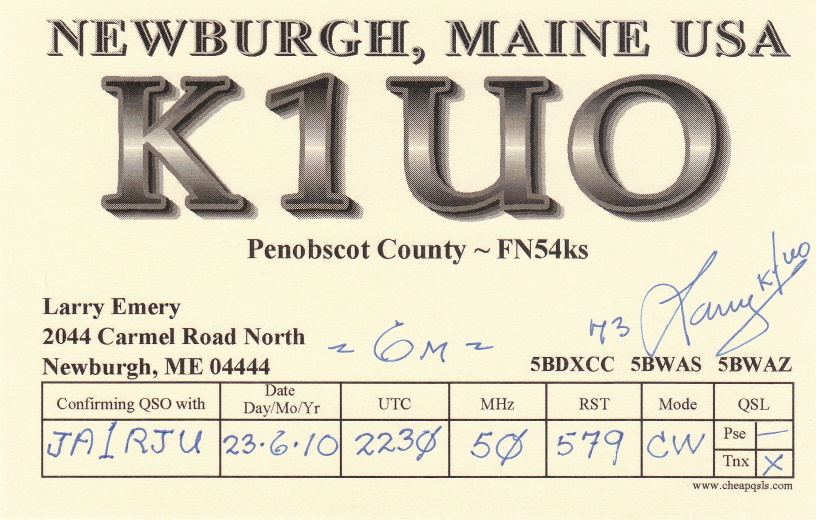 NEWBURGH, MAINE USA
K1UO
Penobscot County ~ FN54ks
Larry Emery
2044 Carmel Road North
Newburgh, ME 04444
~ 6M ~
73 Larry K1UO
5BDXCC 5BWAS 5BWAZ
Confirming QSO with Date Day/Mo/Yr UTC MHz RST Mode QSL
JA1RJU 23·6·10 2230 50 579 CW Pse —
Tnx X
www.cheapqsls.com